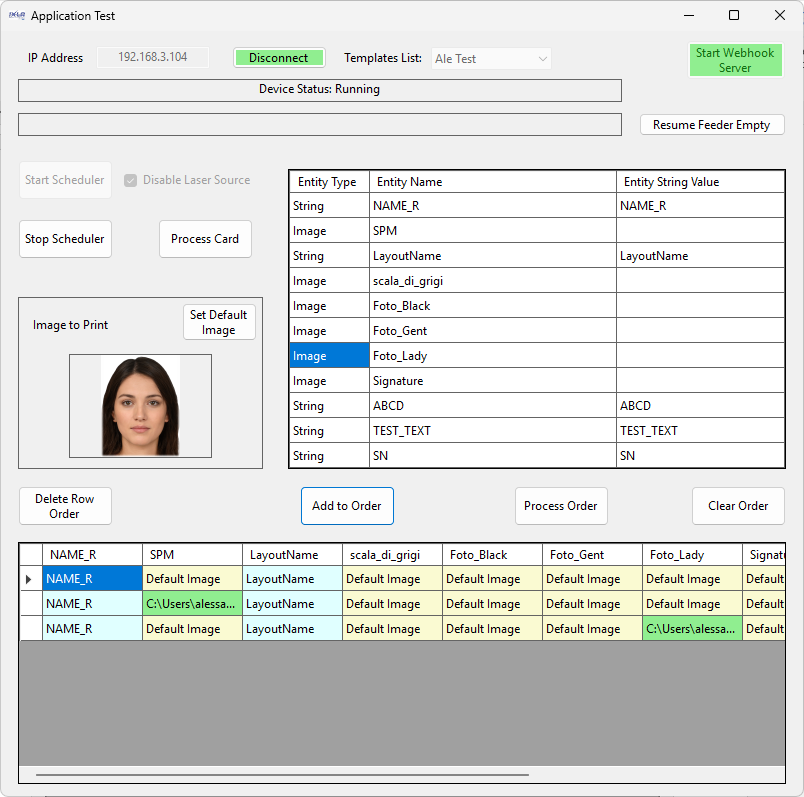 Application Test
IP Address
192.168.3.104
Disconnect
Templates List:
Ale Test
Start Webhook
Server
Device Status: Running
Resume Feeder Empty
Start Scheduler
Disable Laser Source
Stop Scheduler
Process Card
Image to Print
Set Default
Image
Entity Type Entity Name Entity String Value
String NAME_R NAME_R
Image SPM
String LayoutName LayoutName
Image scala_di_grigi
Image Foto_Black
Image Foto_Gent
Image Foto_Lady
Image Signature
String ABCD ABCD
String TEST_TEXT TEST_TEXT
String SN SN
Delete Row
Order
Add to Order
Process Order
Clear Order
NAME_R SPM LayoutName scala_di_grigi Foto_Black Foto_Gent Foto_Lady Signatu
NAME_R Default Image LayoutName Default Image Default Image Default Image Default Image Default
NAME_R C:\Users\alessa... LayoutName Default Image Default Image Default Image Default Image Default
NAME_R Default Image LayoutName Default Image Default Image Default Image C:\Users\alessa... Default